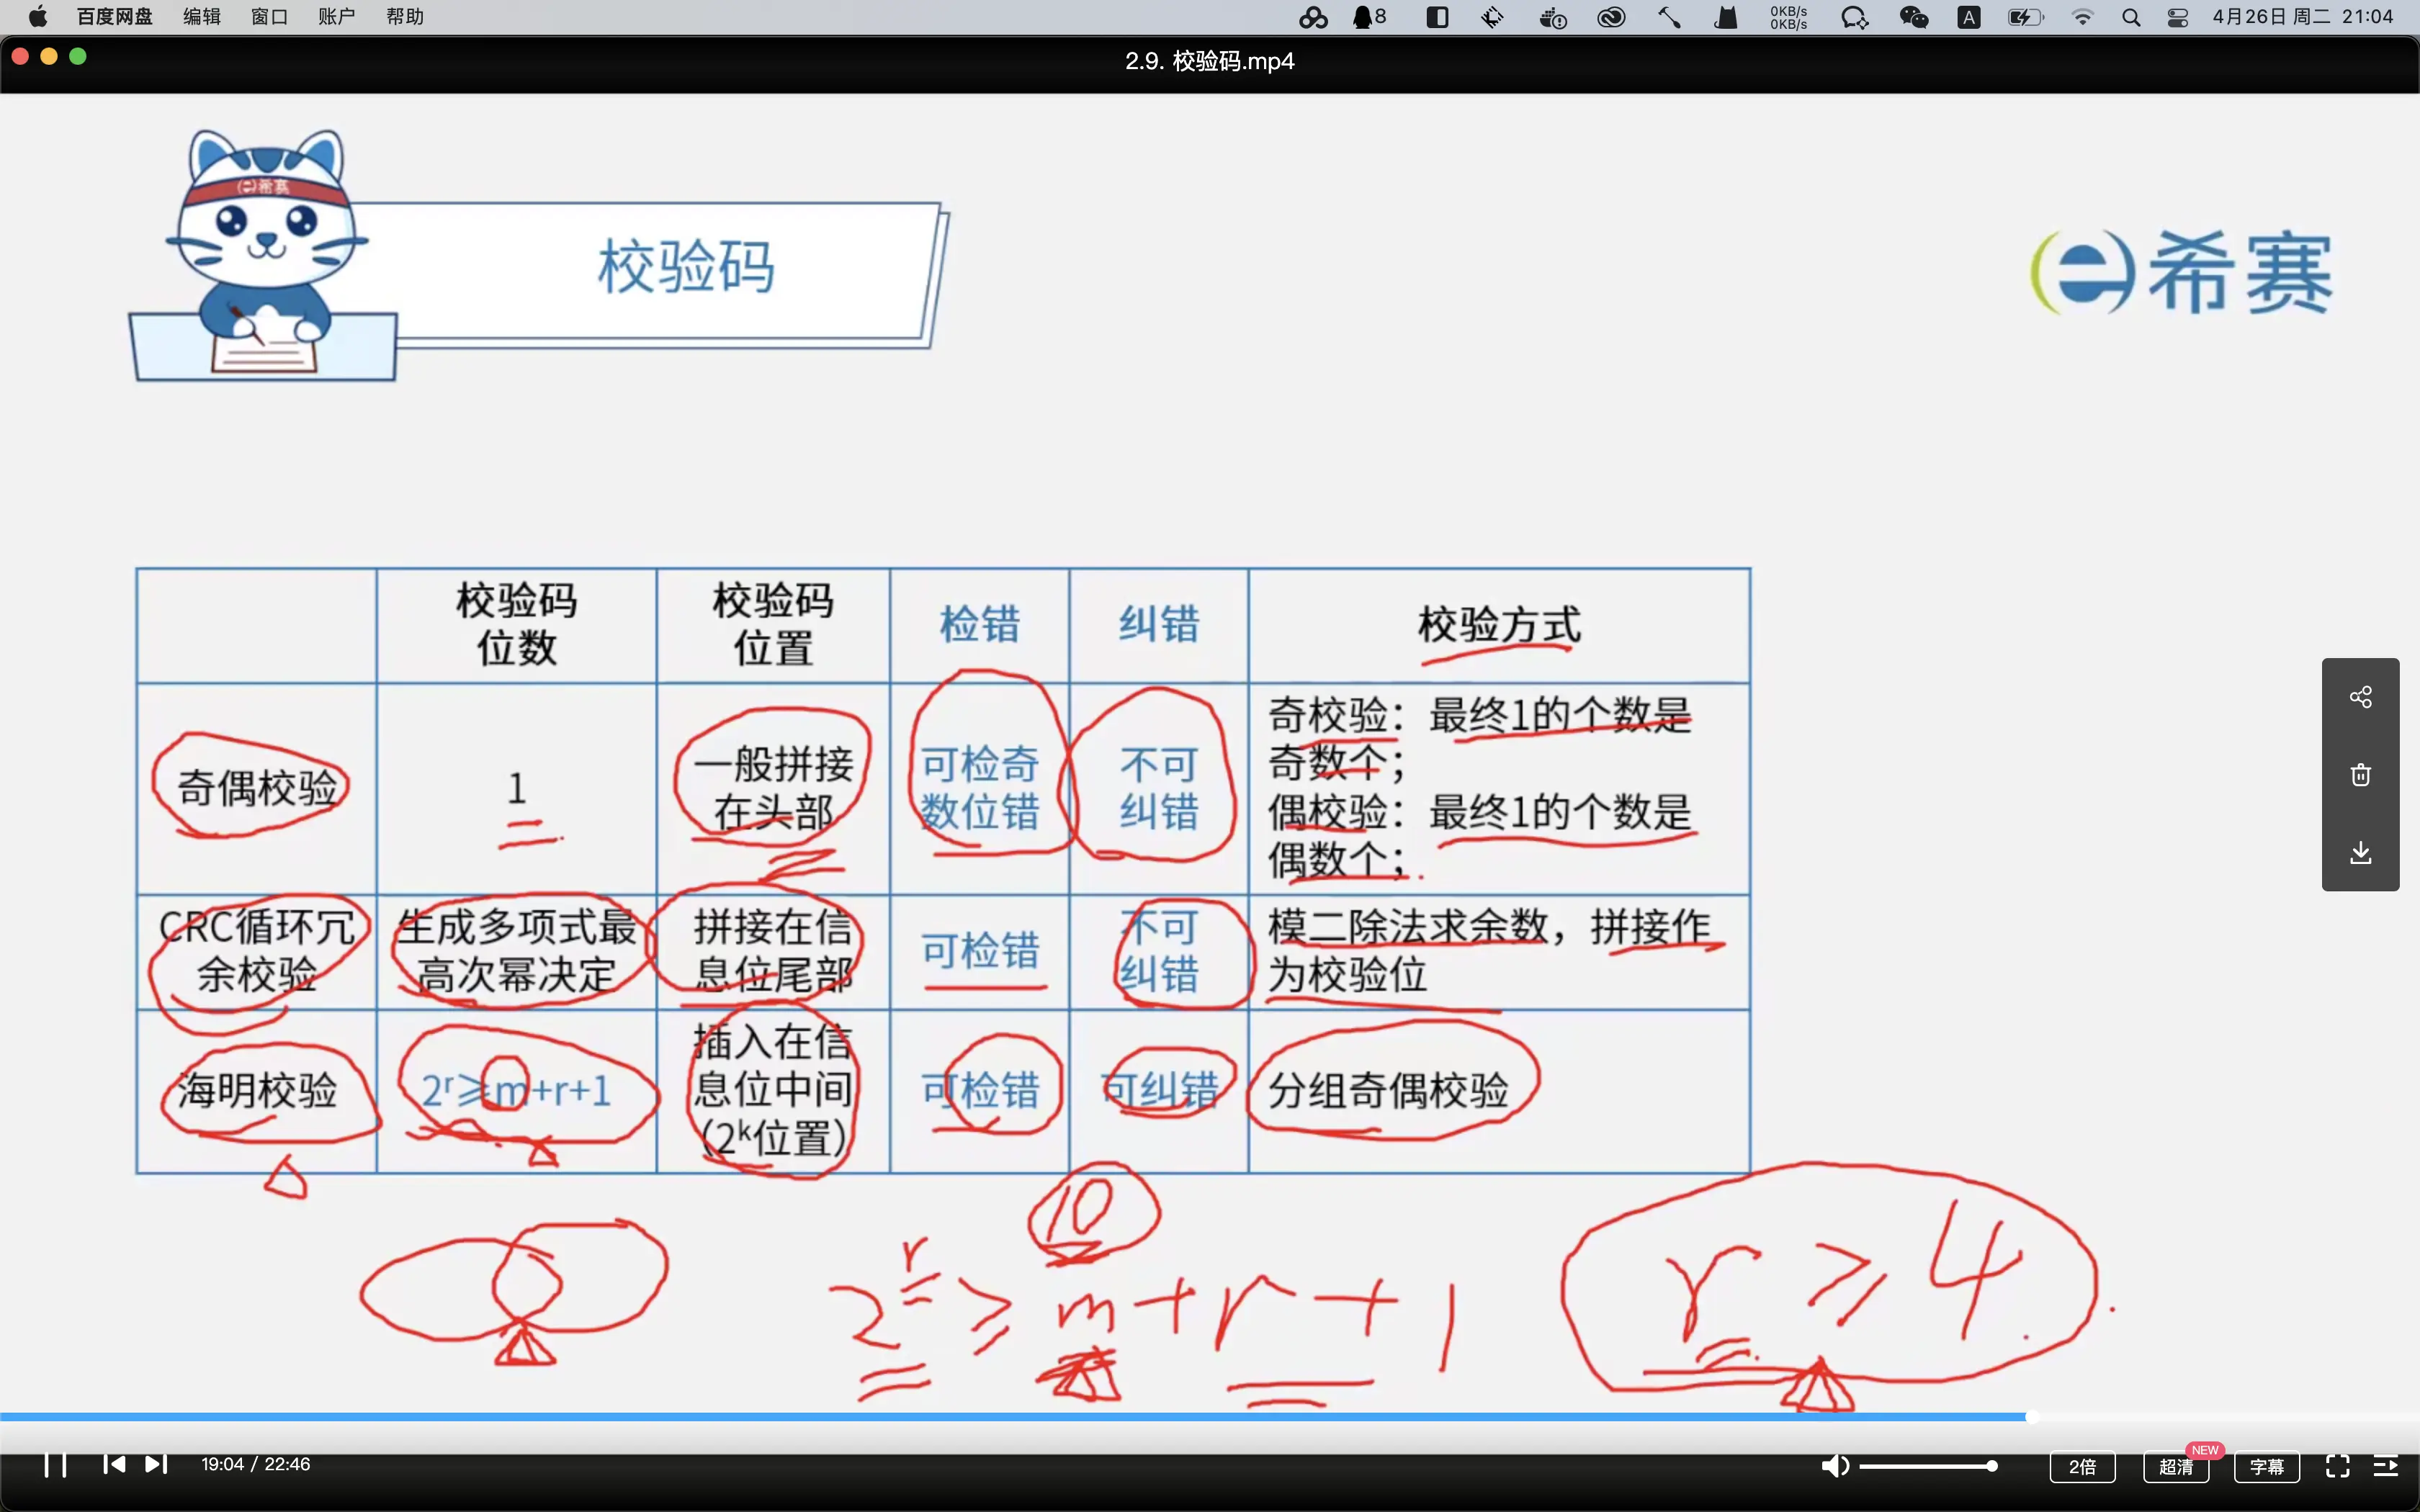 百度网盘 编辑 窗口 账户 帮助 8 0KB/s 0KB/s A 4月26日 周二 21:04
2.9. 校验码.mp4
希赛
校验码
希赛
校验码位数 校验码位置 检错 纠错 校验方式
奇偶校验 1 一般拼接在头部 可检奇数位错 不可纠错 奇校验：最终1的个数是奇数个；
偶校验：最终1的个数是偶数个；
CRC循环冗余校验 生成多项式最高次幂决定 拼接在信息位尾部 可检错 不可纠错 模二除法求余数，拼接作为校验位
海明校验 2ʳ≥m+r+1 插入在信息位中间（2ᵏ位置） 可检错 可纠错 分组奇偶校验
10
2ʳ≥m+r+1 r≥4
19:04 / 22:46 2倍 超清 NEW 字幕